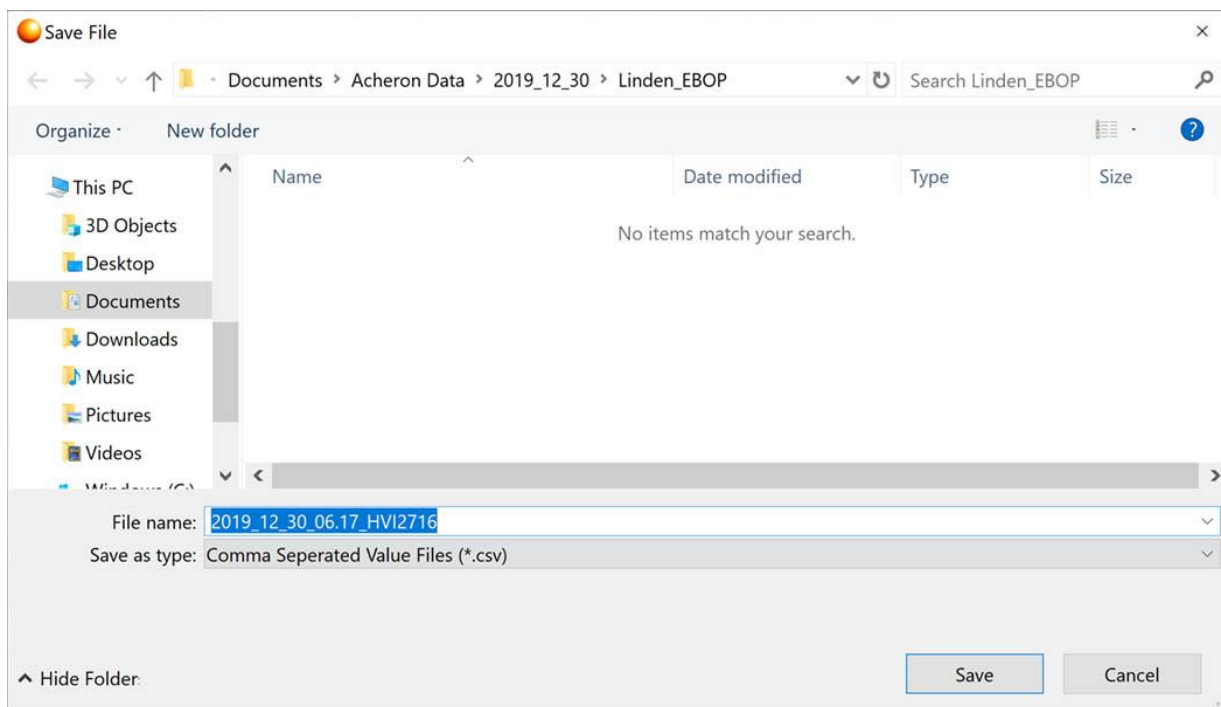 Save File
Documents > Acheron Data > 2019_12_30 > Linden_EBOP
Search Linden_EBOP
Organize
New folder
?
Name
Date modified
Type
Size
This PC
3D Objects
Desktop
Documents
Downloads
Music
Pictures
Videos
Windows (C:)
No items match your search.
File name: 2019_12_30_06.17_HVI2716
Save as type: Comma Seperated Value Files (*.csv)
Hide Folder
Save
Cancel